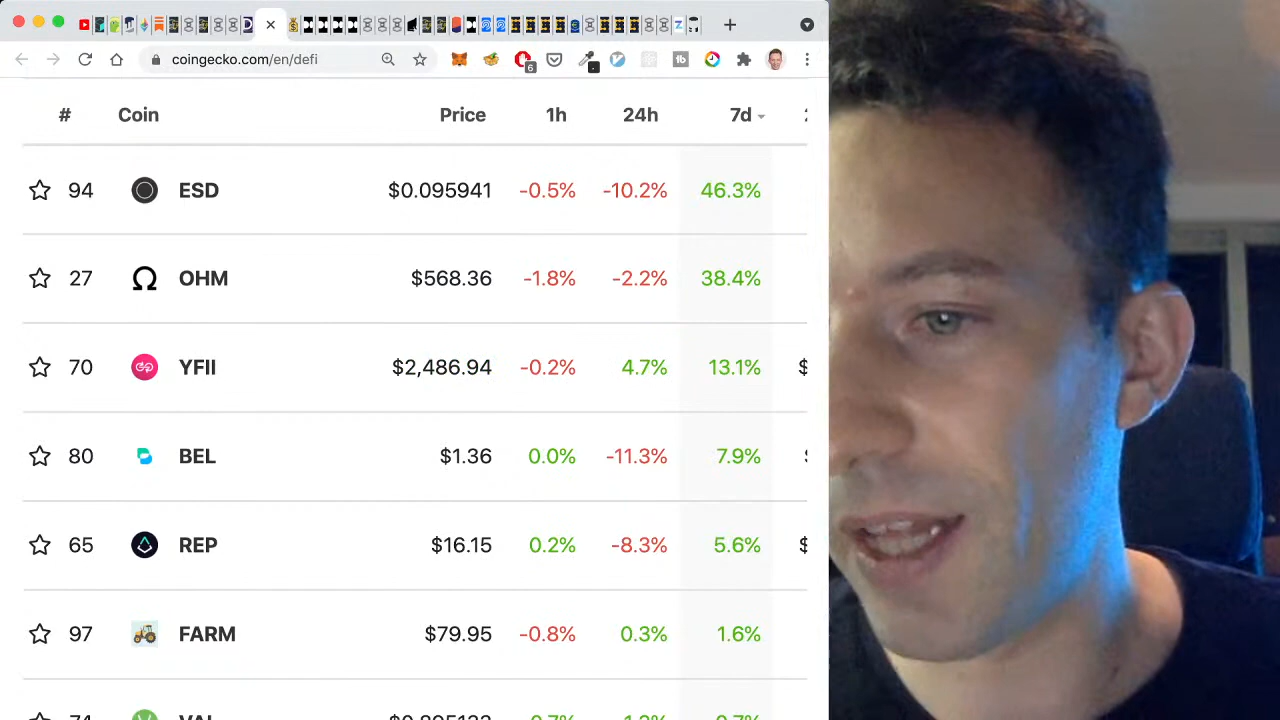 coingecko.com/en/defi
6
# Coin Price 1h 24h 7d
94 ESD $0.095941 -0.5% -10.2% 46.3%
27 OHM $568.36 -1.8% -2.2% 38.4%
70 YFII $2,486.94 -0.2% 4.7% 13.1% $
80 BEL $1.36 0.0% -11.3% 7.9%
65 REP $16.15 0.2% -8.3% 5.6% $
97 FARM $79.95 -0.8% 0.3% 1.6%